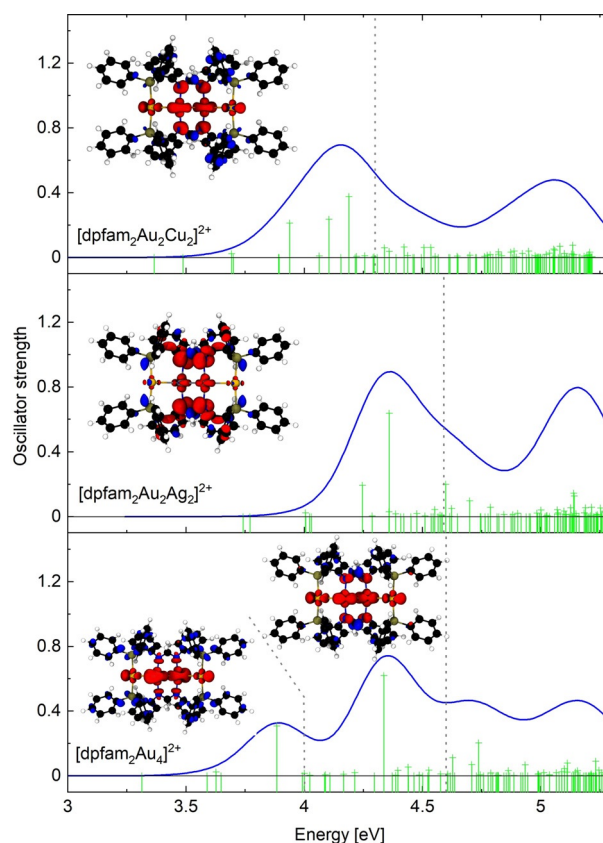 1.2
0.8
0.4
0
[dpfam₂Au₂Cu₂]²⁺
1.2
0.8
0.4
0
[dpfam₂Au₂Ag₂]²⁺
Oscillator strength
1.2
0.8
0.4
0
[dpfam₂Au₄]²⁺
3 3.5 4 4.5 5
Energy [eV]